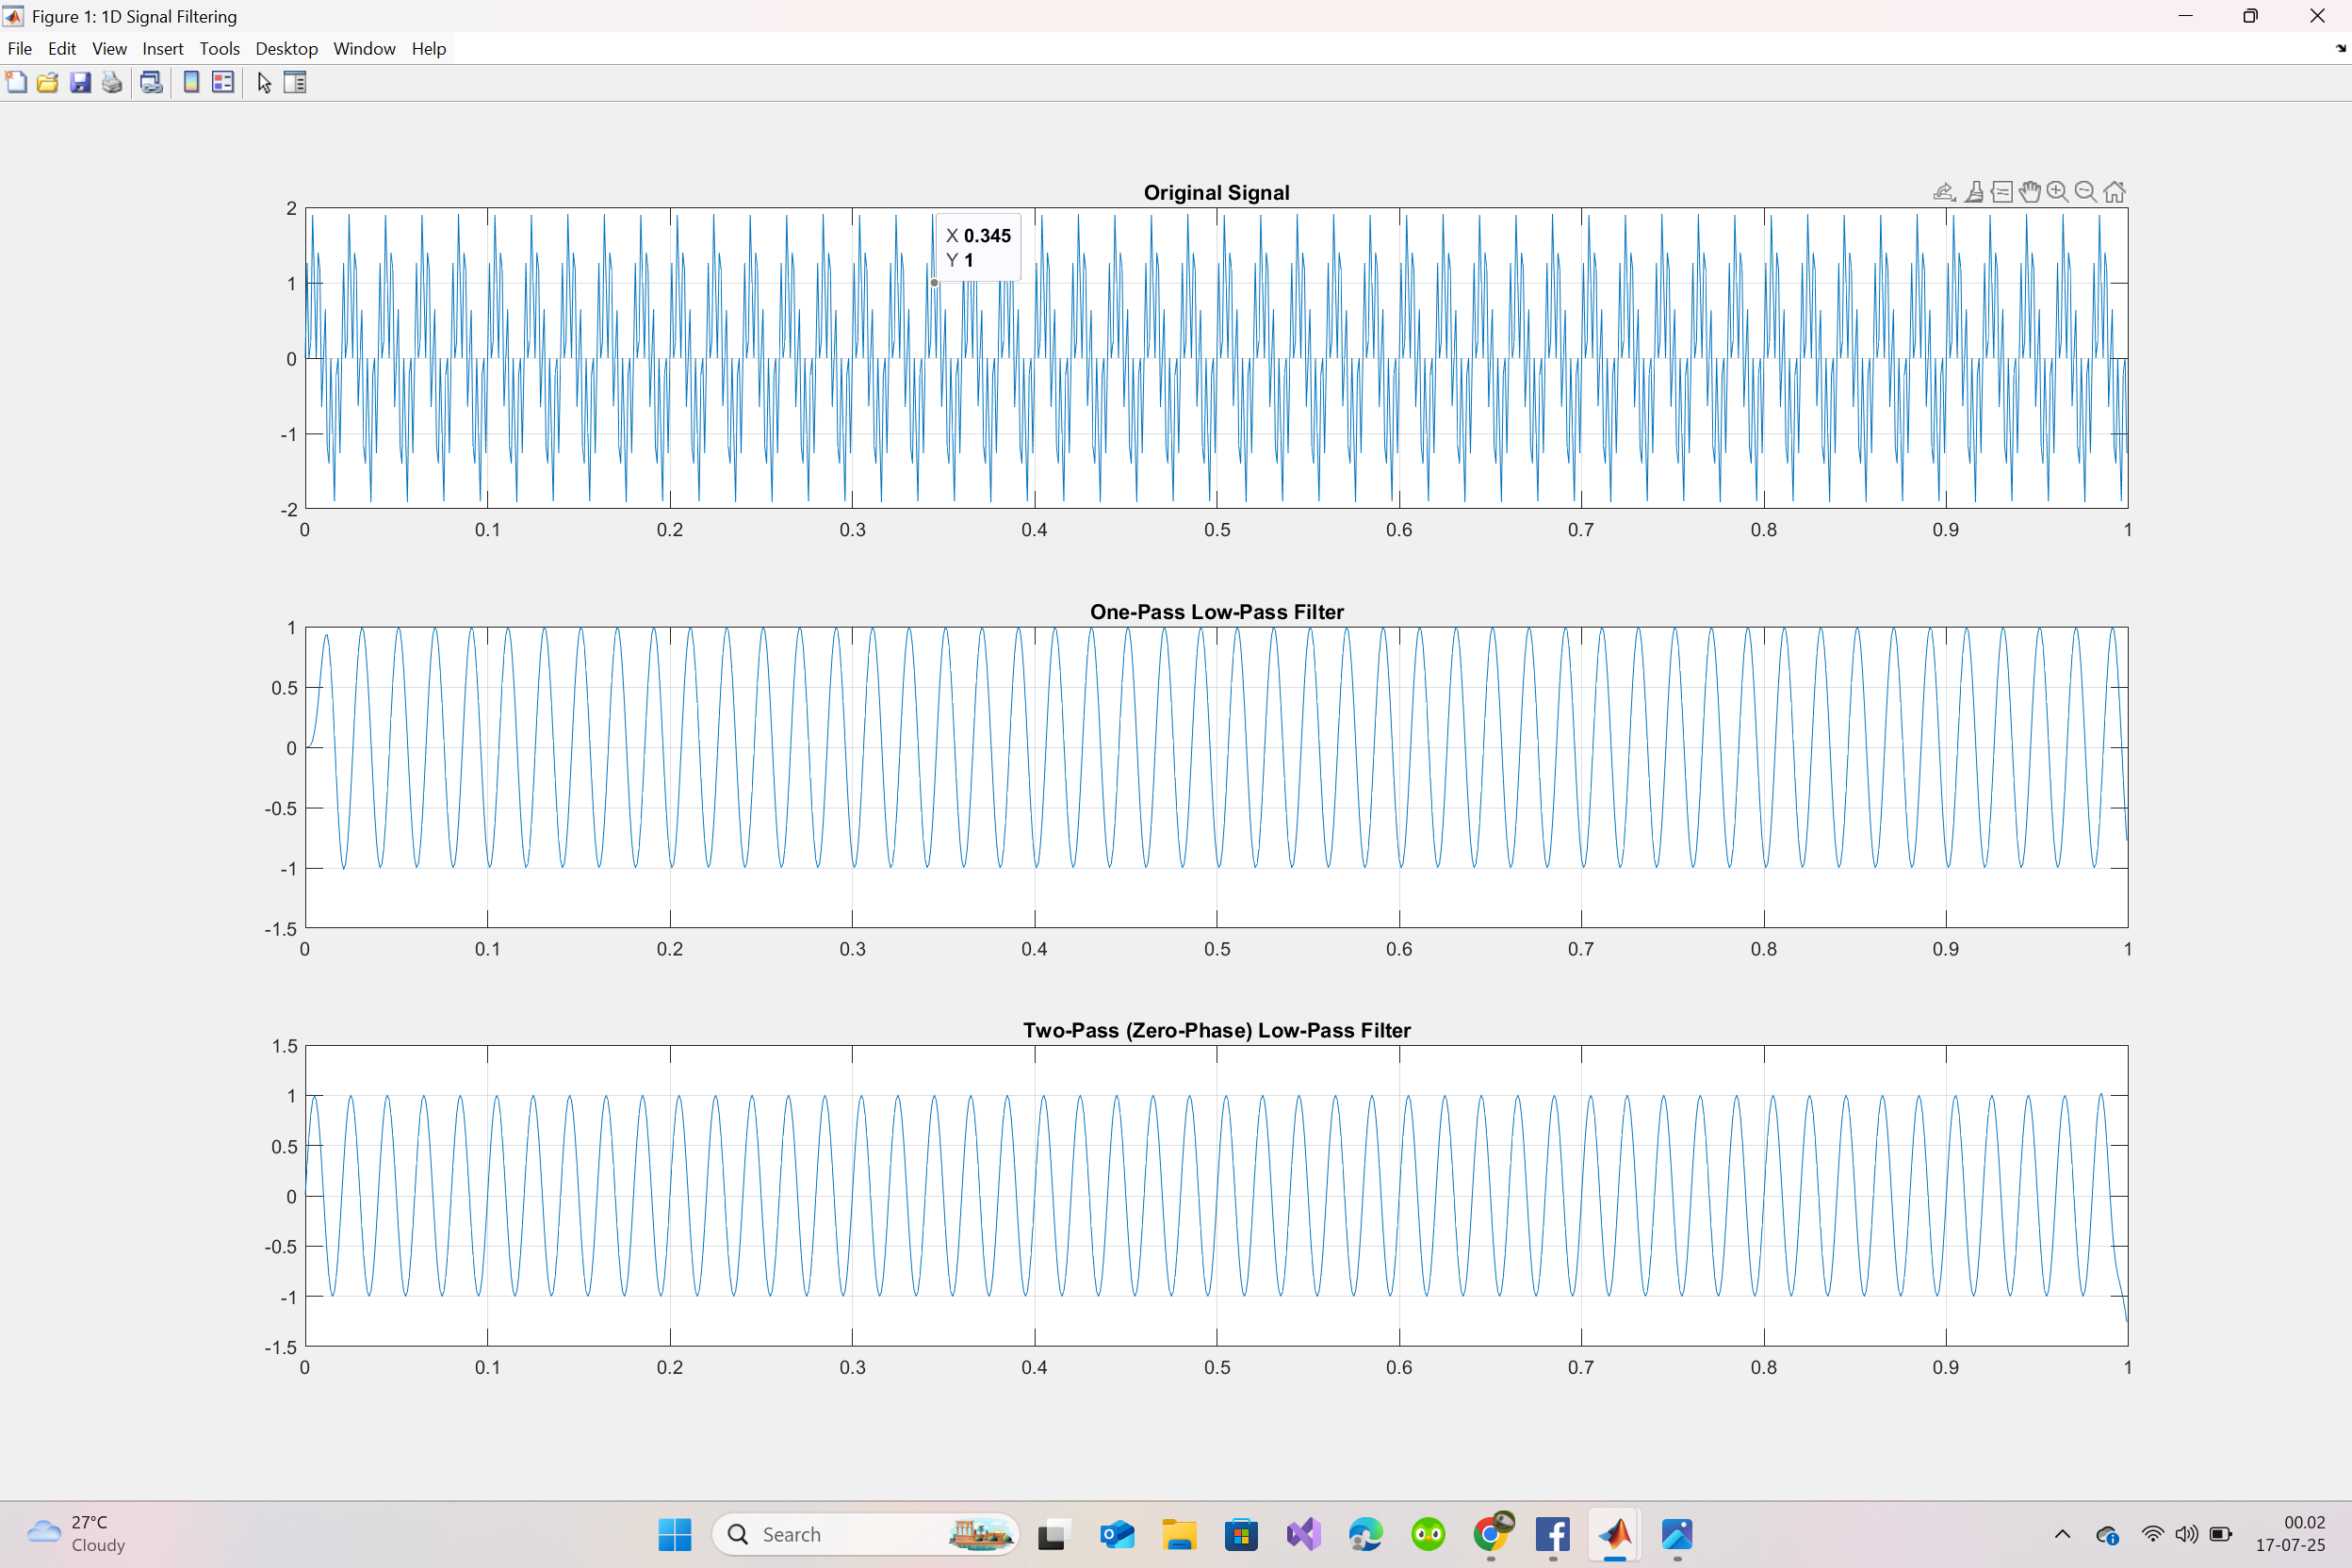 Figure 1: 1D Signal Filtering
File Edit View Insert Tools Desktop Window Help
Original Signal
X 0.345
Y 1
2
1
0
-1
-2
0 0.1 0.2 0.3 0.4 0.5 0.6 0.7 0.8 0.9 1
One-Pass Low-Pass Filter
1
0.5
0
-0.5
-1
-1.5
0 0.1 0.2 0.3 0.4 0.5 0.6 0.7 0.8 0.9 1
Two-Pass (Zero-Phase) Low-Pass Filter
1.5
1
0.5
0
-0.5
-1
-1.5
0 0.1 0.2 0.3 0.4 0.5 0.6 0.7 0.8 0.9 1
27°C
Cloudy
Search
00.02
17-07-25